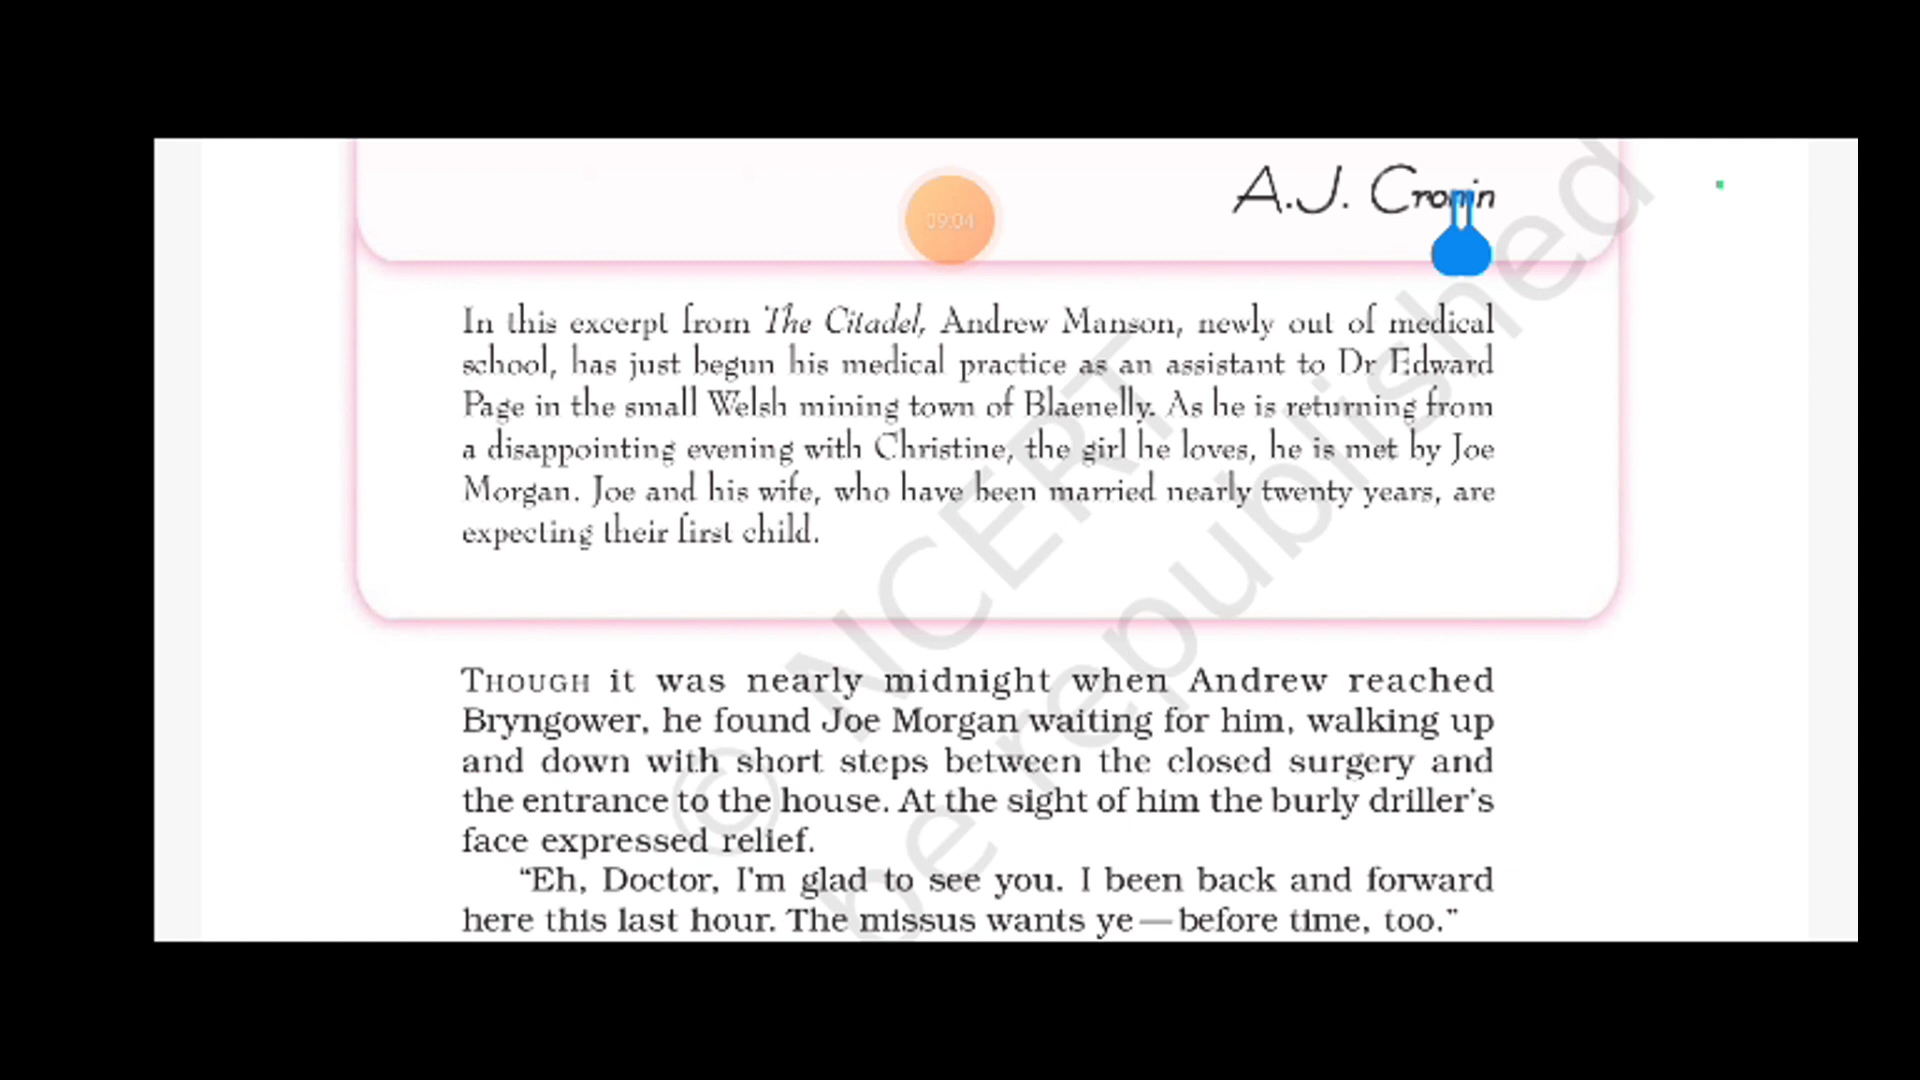 A.J. Cronin
09:04
In this excerpt from The Citadel, Andrew Manson, newly out of medical
school, has just begun his medical practice as an assistant to Dr Edward
Page in the small Welsh mining town of Blaenelly. As he is returning from
a disappointing evening with Christine, the girl he loves, he is met by Joe
Morgan. Joe and his wife, who have been married nearly twenty years, are
expecting their first child.
THOUGH it was nearly midnight when Andrew reached
Bryngower, he found Joe Morgan waiting for him, walking up
and down with short steps between the closed surgery and
the entrance to the house. At the sight of him the burly driller's
face expressed relief.
“Eh, Doctor, I'm glad to see you. I been back and forward
here this last hour. The missus wants ye — before time, too.”
© NCERT
be republished